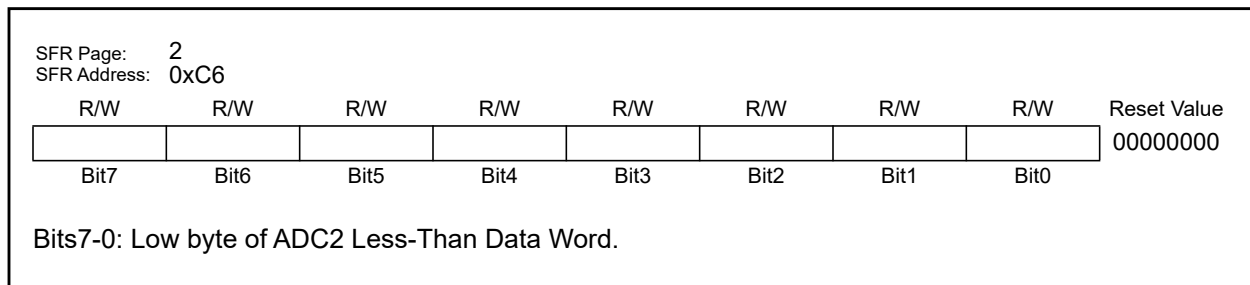 SFR Page: 2
SFR Address: 0xC6
R/W R/W R/W R/W R/W R/W R/W R/W Reset Value
00000000
Bit7 Bit6 Bit5 Bit4 Bit3 Bit2 Bit1 Bit0
Bits7-0: Low byte of ADC2 Less-Than Data Word.